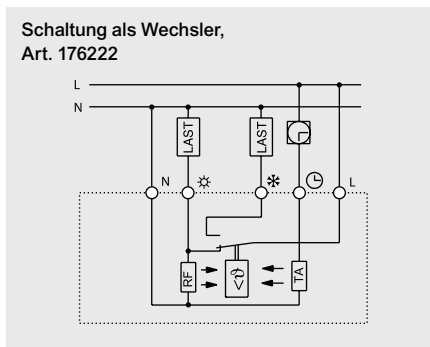 Schaltung als Wechsler,
Art. 176222
L
N
LAST
LAST
N
L
RF
<ϑ
TA